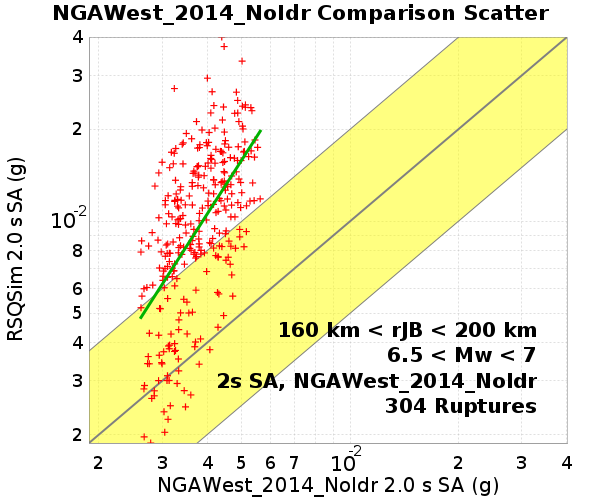 NGAWest_2014_NoIdr Comparison Scatter
4
3
2
10-2
8
6
5
4
3
2
RSQSim 2.0 s SA (g)
160 km < rJB < 200 km
6.5 < Mw < 7
2s SA, NGAWest_2014_NoIdr
304 Ruptures
2 3 4 5 6 7 10-2 2 3 4
NGAWest_2014_NoIdr 2.0 s SA (g)